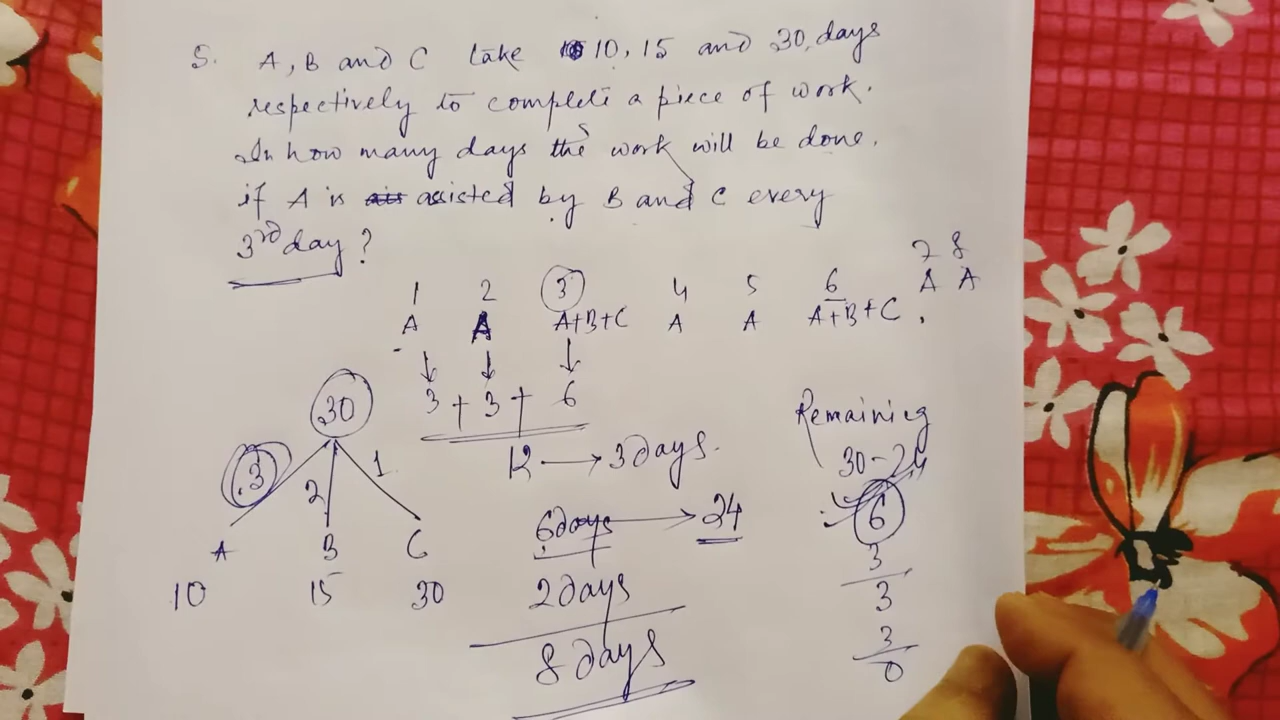 5. A, B and C take 10, 15 and 30, days
respectively to complete a piece of work.
In how many days the work will be done.
if A is assisted by B and C every
3rd day?
1 2 3 4 5 6 7 8
A A A+B+C A A A+B+C . A A
3 + 3 + 6
12 → 3 days.
30
3 2 1
A B C
10 15 30
6 days → 24
2 days
8 days
Remaining
30-24
6
3
3
3
0